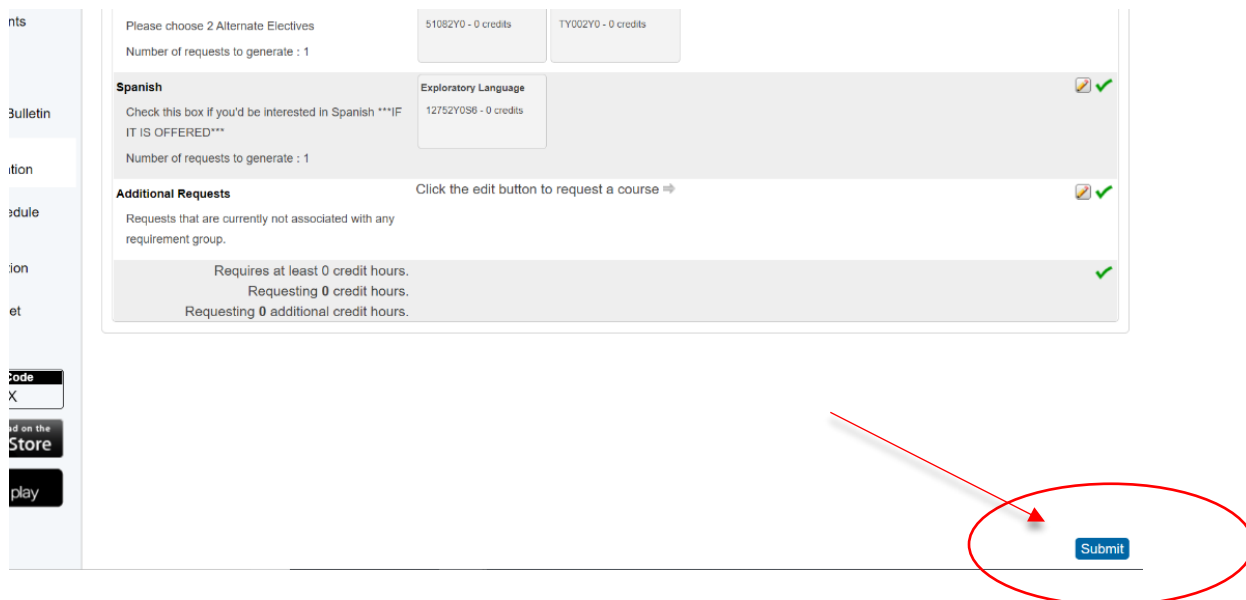 nts
Please choose 2 Alternate Electives
51082Y0 - 0 credits
TY002Y0 - 0 credits
Number of requests to generate : 1
Spanish
Exploratory Language
Check this box if you'd be interested in Spanish ***IF
12752Y0S6 - 0 credits
IT IS OFFERED***
Bulletin
Number of requests to generate : 1
tion
Additional Requests
Click the edit button to request a course
Requests that are currently not associated with any
edule
requirement group.
ion
Requires at least 0 credit hours.
Requesting 0 credit hours.
et
Requesting 0 additional credit hours.
Code
X
ad on the
Store
play
Submit